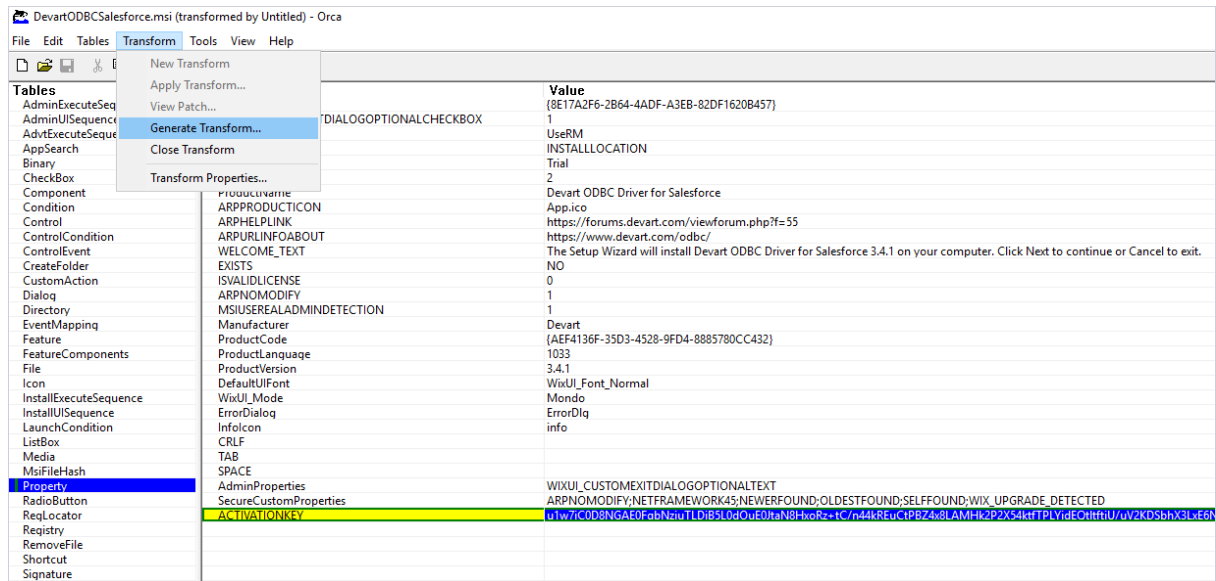 DevartODBCSalesforce.msi (transformed by Untitled) - Orca
File Edit Tables Transform Tools View Help
New Transform
Apply Transform...
View Patch...
Generate Transform...
Close Transform
Transform Properties...
Tables Value
AdminExecuteSeq {8E17A2F6-2B64-4ADF-A3EB-82DF1620B457}
AdminUISequence TDIALOGOPTIONALCHECKBOX 1
AdvtExecuteSeque UseRM
AppSearch INSTALLLOCATION
Binary Trial
CheckBox 2
Component ProductName Devart ODBC Driver for Salesforce
Condition ARPPRODUCTICON App.ico
Control ARPHELPLINK https://forums.devart.com/viewforum.php?f=55
ControlCondition ARPURLINFOABOUT https://www.devart.com/odbc/
ControlEvent WELCOME_TEXT The Setup Wizard will install Devart ODBC Driver for Salesforce 3.4.1 on your computer. Click Next to continue or Cancel to exit.
CreateFolder EXISTS NO
CustomAction ISVALIDLICENSE 0
Dialog ARPNOMODIFY 1
Directory MSIUSEREALADMINDETECTION 1
EventMapping Manufacturer Devart
Feature ProductCode {AEF4136F-35D3-4528-9FD4-8885780CC432}
FeatureComponents ProductLanguage 1033
File ProductVersion 3.4.1
Icon DefaultUIFont WixUI_Font_Normal
InstallExecuteSequence WixUI_Mode Mondo
InstallUISequence ErrorDialog ErrorDlg
LaunchCondition InfoIcon info
ListBox CRLF
Media TAB
MsiFileHash SPACE
Property AdminProperties WIXUI_CUSTOMEXITDIALOGOPTIONALTEXT
RadioButton SecureCustomProperties ARPNOMODIFY;NETFRAMEWORK45;NEWERFOUND;OLDESTFOUND;SELFFOUND;WIX_UPGRADE_DETECTED
RegLocator ACTIVATIONKEY
Registry
RemoveFile
Shortcut
Signature